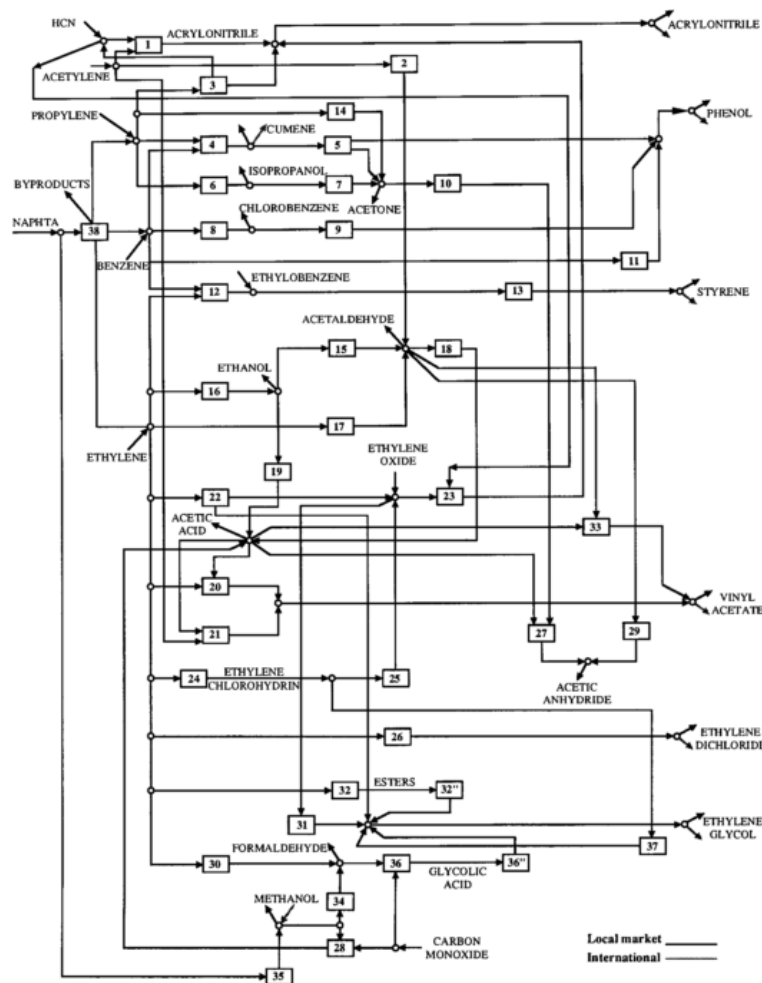 HCN
ACRYLONITRILE
ACRYLONITRILE
1
2
ACETYLENE
3
14
PROPYLENE
CUMENE
PHENOL
4
5
ISOPROPANOL
BYPRODUCTS
6
7
10
ACETONE
NAPHTA
38
CHLOROBENZENE
8
9
BENZENE
11
ETHYLOBENZENE
12
13
STYRENE
ACETALDEHYDE
15
18
ETHANOL
16
17
ETHYLENE
ETHYLENE
OXIDE
19
22
23
ACETIC
ACID
33
20
VINYL
ACETATE
21
27
29
24
ETHYLENE
CHLOROHYDRIN
25
ACETIC
ANHYDRIDE
26
ETHYLENE
DICHLORIDE
32
ESTERS
32"
31
ETHYLENE
GLYCOL
37
FORMALDEHYDE
30
36
36"
GLYCOLIC
ACID
34
METHANOL
28
CARBON
MONOXIDE
35
Local market
International